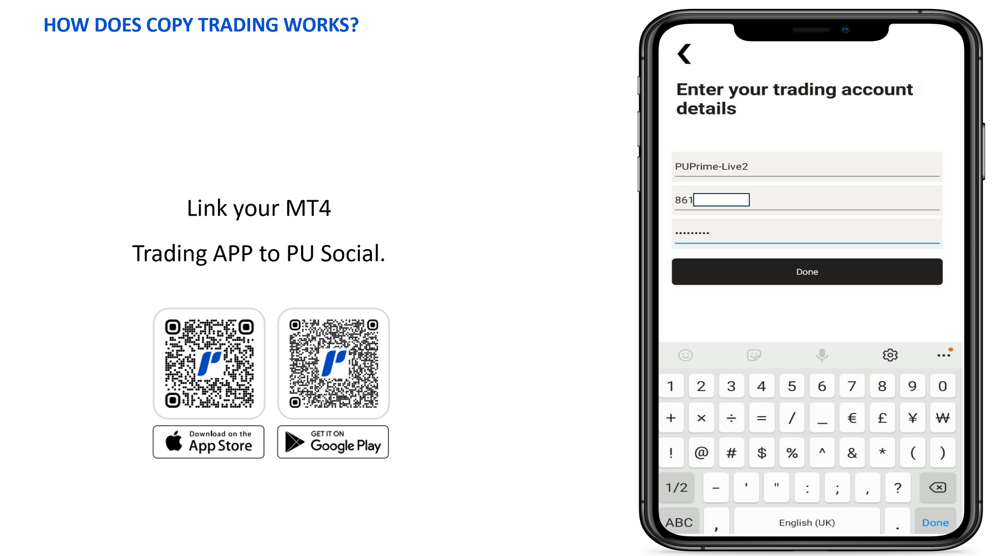 HOW DOES COPY TRADING WORKS?
Link your MT4
Trading APP to PU Social.
Download on the
App Store
GET IT ON
Google Play
Enter your trading account
details
PUPrime-Live2
861
•••••••••
Done
1 2 3 4 5 6 7 8 9 0
+ × ÷ = / _ € £ ¥ ₩
! @ # $ % ^ & * ( )
1/2 - ' " : ; , ?
ABC , English (UK) . Done